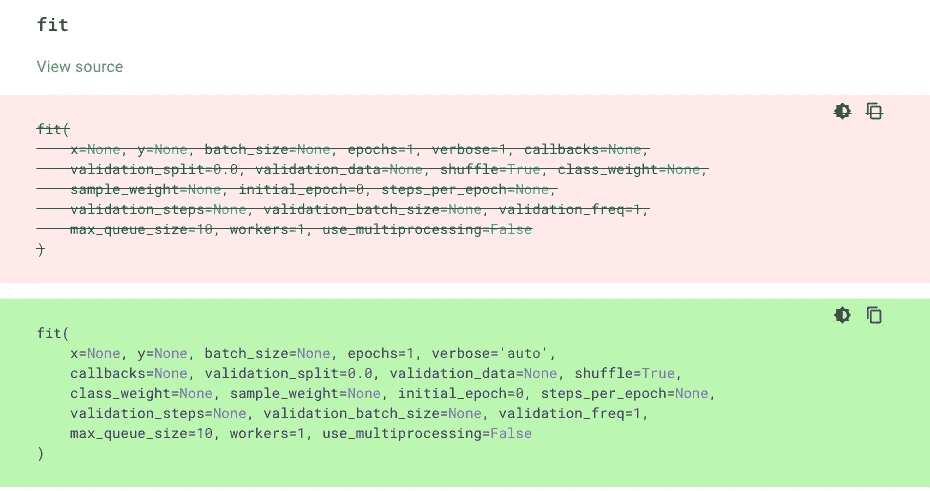 fit
View source
fit(
x=None, y=None, batch_size=None, epochs=1, verbose=1, callbacks=None,
validation_split=0.0, validation_data=None, shuffle=True, class_weight=None,
sample_weight=None, initial_epoch=0, steps_per_epoch=None,
validation_steps=None, validation_batch_size=None, validation_freq=1,
max_queue_size=10, workers=1, use_multiprocessing=False
)
fit(
x=None, y=None, batch_size=None, epochs=1, verbose='auto',
callbacks=None, validation_split=0.0, validation_data=None, shuffle=True,
class_weight=None, sample_weight=None, initial_epoch=0, steps_per_epoch=None,
validation_steps=None, validation_batch_size=None, validation_freq=1,
max_queue_size=10, workers=1, use_multiprocessing=False
)